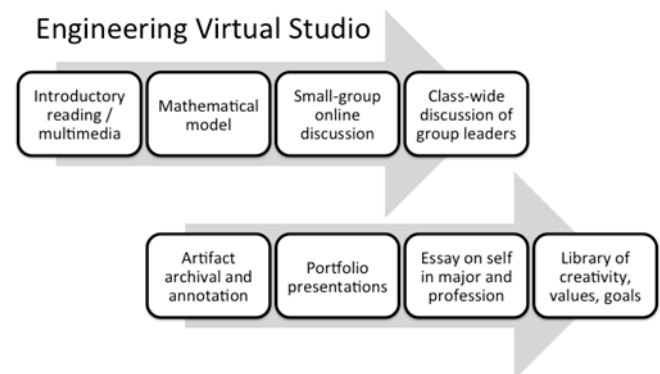 Engineering Virtual Studio
Introductory
reading /
multimedia
Mathematical
model
Small-group
online
discussion
Class-wide
discussion of
group leaders
Artifact
archival and
annotation
Portfolio
presentations
Essay on self
in major and
profession
Library of
creativity,
values, goals